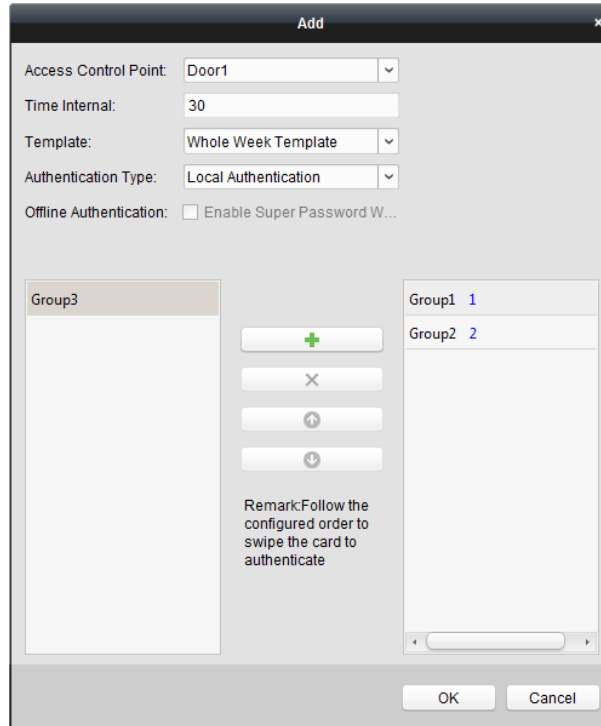 Add
Access Control Point: Door1
Time Internal: 30
Template: Whole Week Template
Authentication Type: Local Authentication
Offline Authentication: Enable Super Password W...
Group3
Group1 1
Group2 2
Remark:Follow the
configured order to
swipe the card to
authenticate
OK Cancel